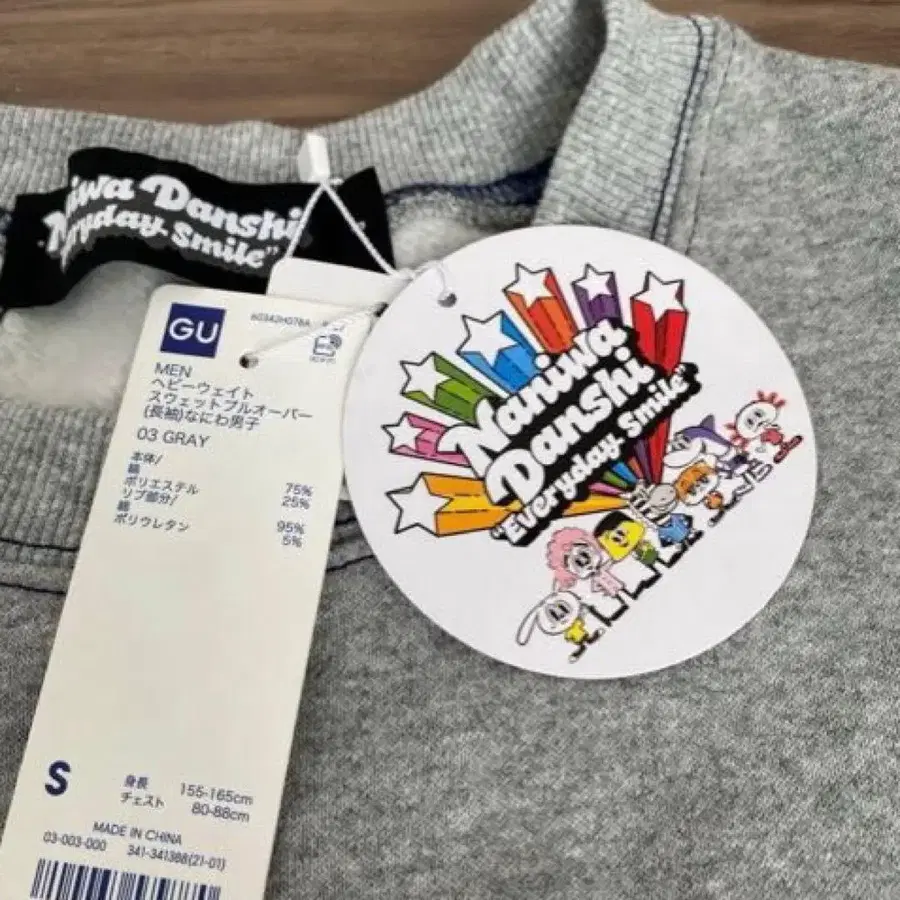 Naniwa Danshi
Everyday Smile"
GU
MEN
ヘビーウェイト
スウェットプルオーバー
(長袖)なにわ男子
03 GRAY
本体/
綿 75%
ポリエステル 25%
リブ部分/
綿 95%
ポリウレタン 5%
S
身長 155-165cm
チェスト 80-88cm
MADE IN CHINA
03-003-000 341-341388(21-01)
Naniwa
Danshi
"Everyday Smile"